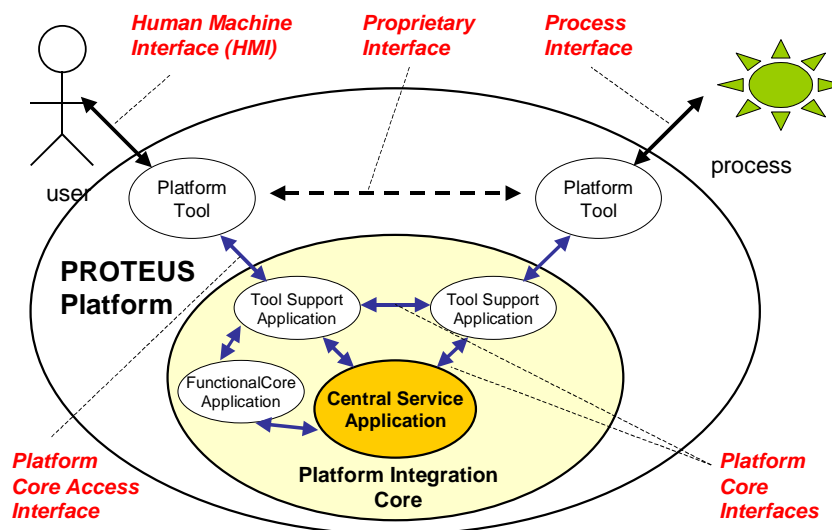 Human Machine
Interface (HMI)
Proprietary
Interface
Process
Interface
user
Platform
Tool
Platform
Tool
process
PROTEUS
Platform
Tool Support
Application
Tool Support
Application
FunctionalCore
Application
Central Service
Application
Platform Integration
Core
Platform
Core Access
Interface
Platform
Core
Interfaces